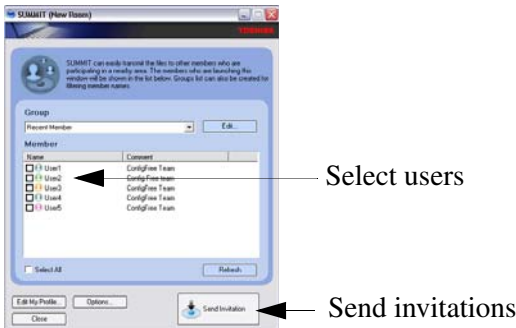 SUMMIT (New Room)
TOSHIBA
SUMMIT can easily transmit the files to other members who are
participating in a nearby area. The members who are launching this
window will be shown in the list below. Groups list can also be created for
filtering member names.
Group
Recent Member
Edit...
Member
Name Comment
User1 ConfigFree Team
User2 ConfigFree team
User3 ConfigFree Team
User4 ConfigFree Team
User5 ConfigFree Team
Select users
Select All
Refresh
Edit My Profile... Options...
Send Invitation
Send invitations
Close